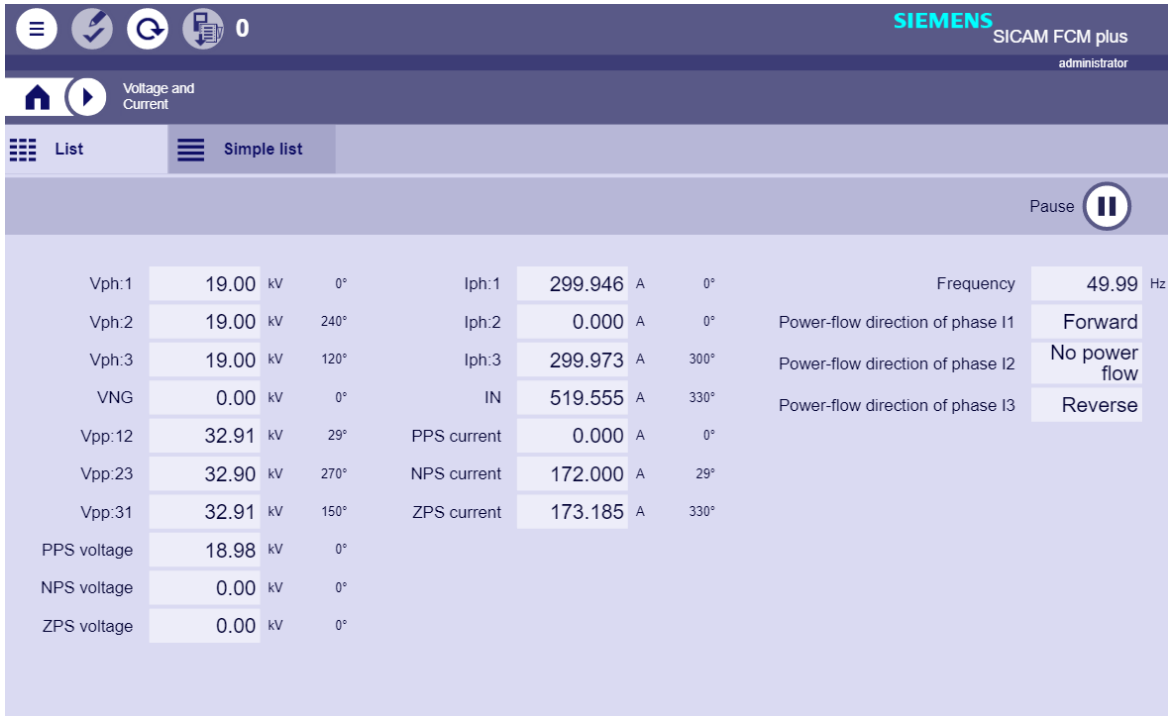 0
SIEMENS
SICAM FCM plus
administrator
Voltage and
Current
List
Simple list
Pause
Vph:1 19.00 kV 0° Iph:1 299.946 A 0° Frequency 49.99 Hz
Vph:2 19.00 kV 240° Iph:2 0.000 A 0° Power-flow direction of phase I1 Forward
Vph:3 19.00 kV 120° Iph:3 299.973 A 300° Power-flow direction of phase I2 No power
flow
VNG 0.00 kV 0° IN 519.555 A 330° Power-flow direction of phase I3 Reverse
Vpp:12 32.91 kV 29° PPS current 0.000 A 0°
Vpp:23 32.90 kV 270° NPS current 172.000 A 29°
Vpp:31 32.91 kV 150° ZPS current 173.185 A 330°
PPS voltage 18.98 kV 0°
NPS voltage 0.00 kV 0°
ZPS voltage 0.00 kV 0°